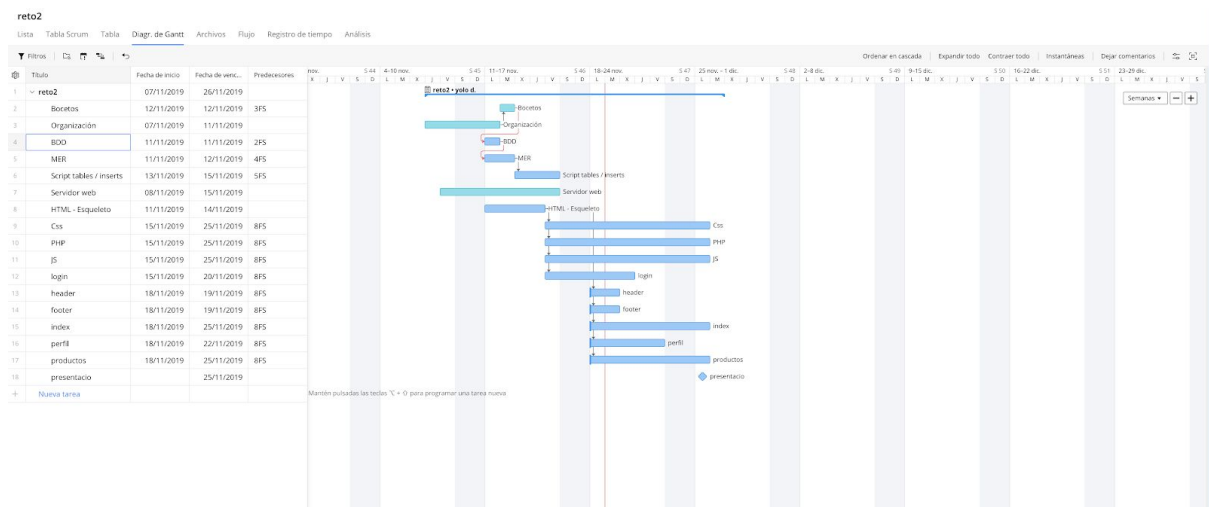 reto2
Lista Tabla Scrum Tabla Diagr. de Gantt Archivos Flujo Registro de tiempo Análisis
Filtros Ordenar en cascada Expandir todo Contraer todo Instantáneas Dejar comentarios
Título Fecha de inicio Fecha de venc... Predecesores nov. S 44 4-10 nov. S 45 11-17 nov. S 46 18-24 nov. S 47 25 nov. - 1 dic. S 48 2-8 dic. S 49 9-15 dic. S 50 16-22 dic. S 51 23-29 dic.
X J V S D L M X J V S D L M X J V S D L M X J V S D L M X J V S D L M X J V S D L M X J V S D L M X J V S D L M X J V S
1 reto2 07/11/2019 26/11/2019 reto2 • yolo d.
Semanas
2 Bocetos 12/11/2019 12/11/2019 3FS Bocetos
3 Organización 07/11/2019 11/11/2019 Organización
4 BDD 11/11/2019 11/11/2019 2FS BDD
5 MER 11/11/2019 12/11/2019 4FS MER
6 Script tables / inserts 13/11/2019 15/11/2019 5FS Script tables / inserts
7 Servidor web 08/11/2019 15/11/2019 Servidor web
8 HTML - Esqueleto 11/11/2019 14/11/2019 HTML - Esqueleto
9 Css 15/11/2019 25/11/2019 8FS Css
10 PHP 15/11/2019 25/11/2019 8FS PHP
11 JS 15/11/2019 25/11/2019 8FS JS
12 login 15/11/2019 20/11/2019 8FS login
13 header 18/11/2019 19/11/2019 8FS header
14 footer 18/11/2019 19/11/2019 8FS footer
15 index 18/11/2019 25/11/2019 8FS index
16 perfil 18/11/2019 22/11/2019 8FS perfil
17 productos 18/11/2019 25/11/2019 8FS productos
18 presentacio 25/11/2019 presentacio
+ Nueva tarea Mantén pulsadas las teclas ⌥ + ⇧ para programar una tarea nueva